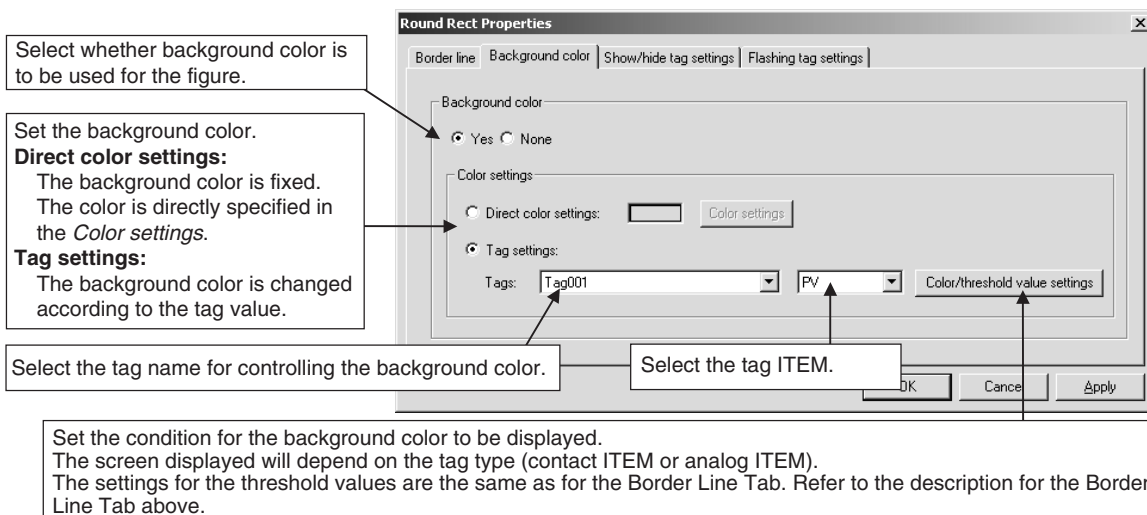 Round Rect Properties
Select whether background color is
to be used for the figure.
Border line
Background color
Show/hide tag settings
Flashing tag settings
Background color
Yes
None
Set the background color.
Direct color settings:
The background color is fixed.
The color is directly specified in
the Color settings.
Tag settings:
The background color is changed
according to the tag value.
Color settings
Direct color settings:
Color settings
Tag settings:
Tags:
Tag001
PV
Color/threshold value settings
Select the tag name for controlling the background color.
Select the tag ITEM.
OK
Cancel
Apply
Set the condition for the background color to be displayed.
The screen displayed will depend on the tag type (contact ITEM or analog ITEM).
The settings for the threshold values are the same as for the Border Line Tab. Refer to the description for the Border
Line Tab above.